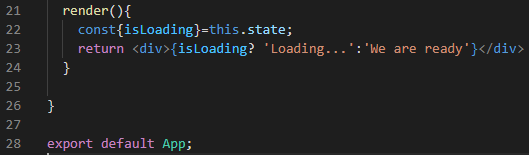 21 render(){
22 const{isLoading}=this.state;
23 return <div>{isLoading? 'Loading...':'We are ready'}</div>
24 }
25
26 }
27
28 export default App;